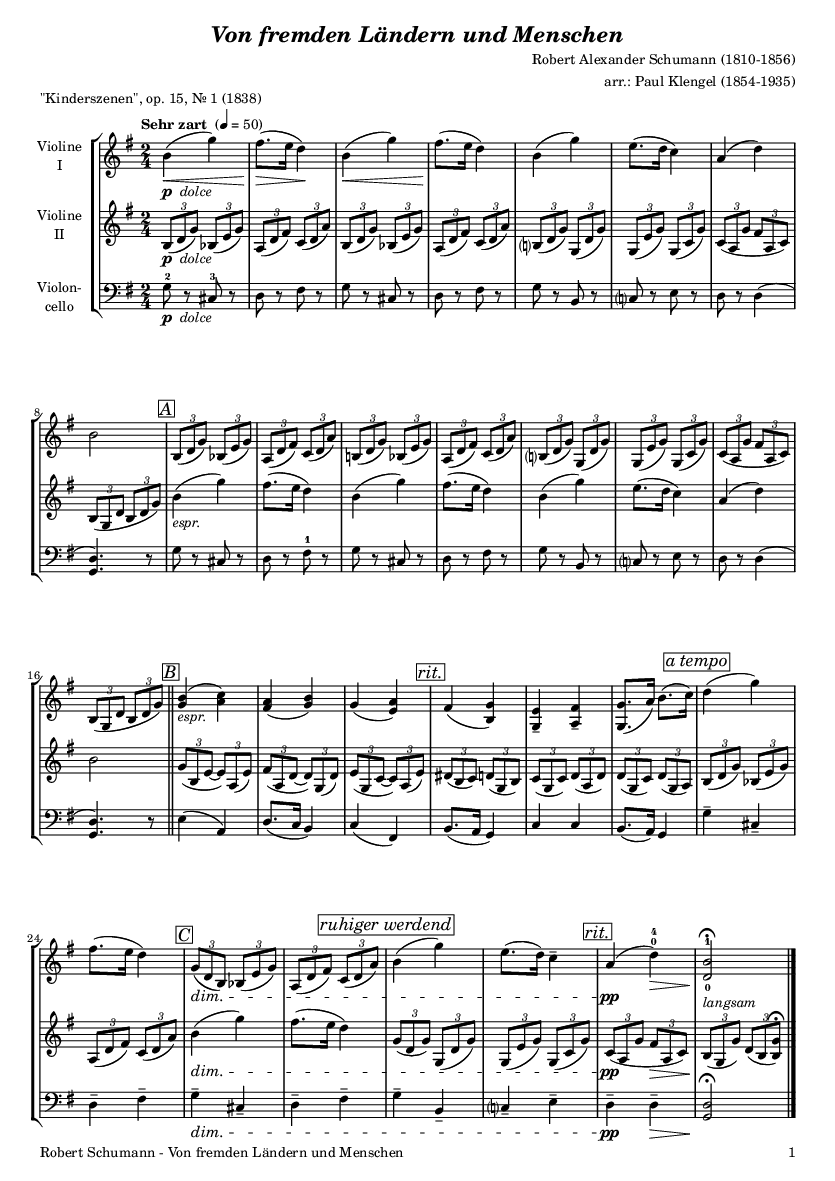 Von fremden Ländern und Menschen
Robert Alexander Schumann (1810-1856)
arr.: Paul Klengel (1854-1935)
"Kinderszenen", op. 15, № 1 (1838)
Sehr zart (♩ = 50)
Violine
I
p dolce
Violine
II
p dolce
Violon-
cello
p dolce
8
A
espr.
16
B
rit.
a tempo
espr.
24
C
ruhiger werdend
rit.
dim.
pp
langsam
dim.
pp
dim.
pp
Robert Schumann - Von fremden Ländern und Menschen
1